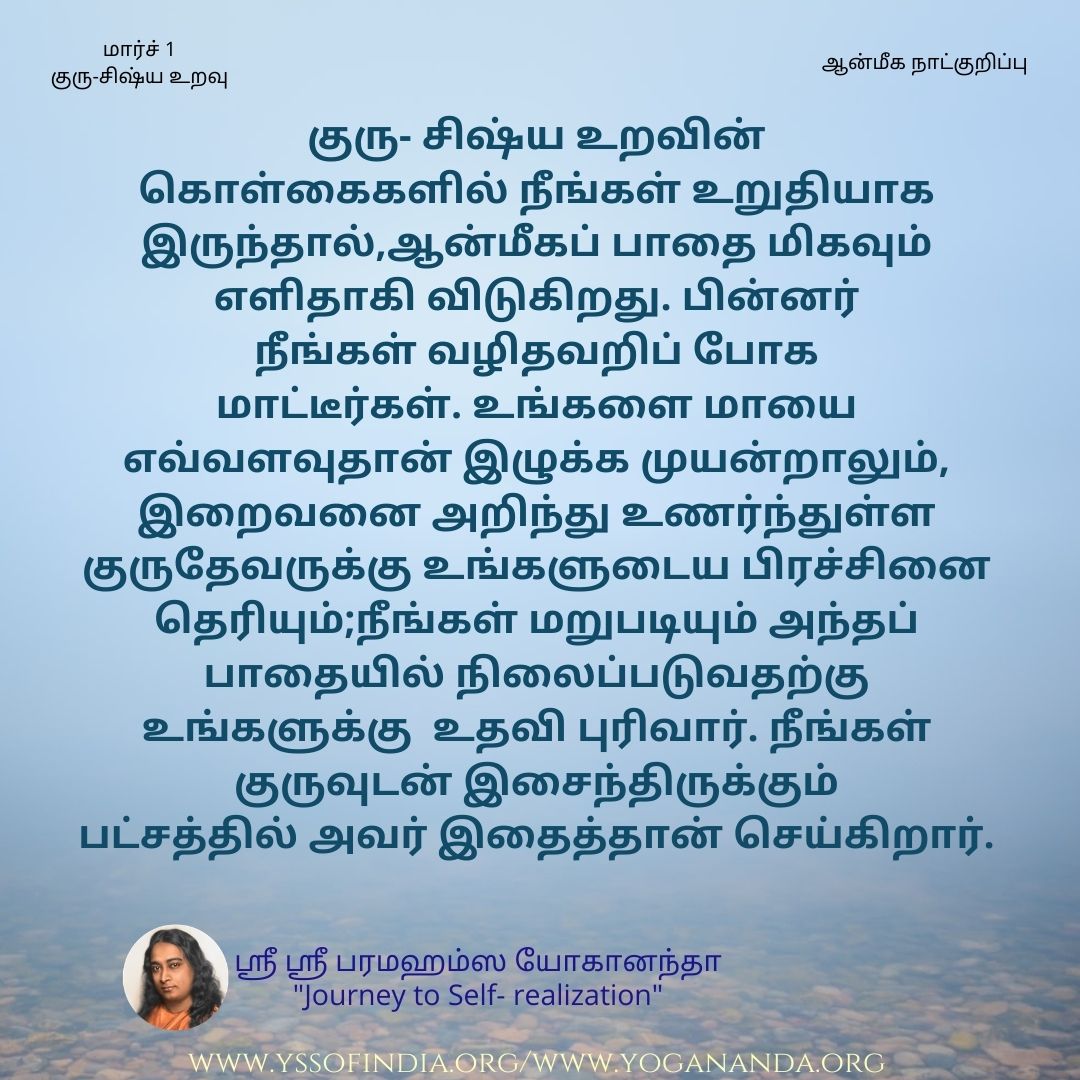 மார்ச் 1
குரு-சிஷ்ய உறவு
ஆன்மீக நாட்குறிப்பு
குரு- சிஷ்ய உறவின்
கொள்கைகளில் நீங்கள் உறுதியாக
இருந்தால்,ஆன்மீகப் பாதை மிகவும்
எளிதாகி விடுகிறது. பின்னர்
நீங்கள் வழிதவறிப் போக
மாட்டீர்கள். உங்களை மாயை
எவ்வளவுதான் இழுக்க முயன்றாலும்,
இறைவனை அறிந்து உணர்ந்துள்ள
குருதேவருக்கு உங்களுடைய பிரச்சினை
தெரியும்;நீங்கள் மறுபடியும் அந்தப்
பாதையில் நிலைப்படுவதற்கு
உங்களுக்கு  உதவி புரிவார். நீங்கள்
குருவுடன் இசைந்திருக்கும்
பட்சத்தில் அவர் இதைத்தான் செய்கிறார்.
ஸ்ரீ ஸ்ரீ பரமஹம்ஸ யோகானந்தா
"Journey to Self- realization"
WWW.YSSOFINDIA.ORG/WWW.YOGANANDA.ORG